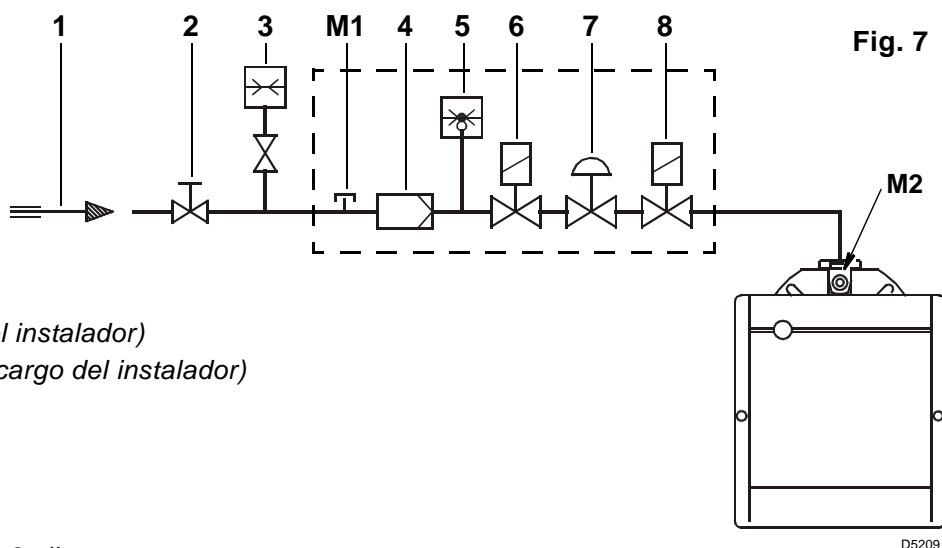 1 2 3 M1 4 5 6 7 8
Fig. 7
M2
l instalador)
cargo del instalador)
D5209